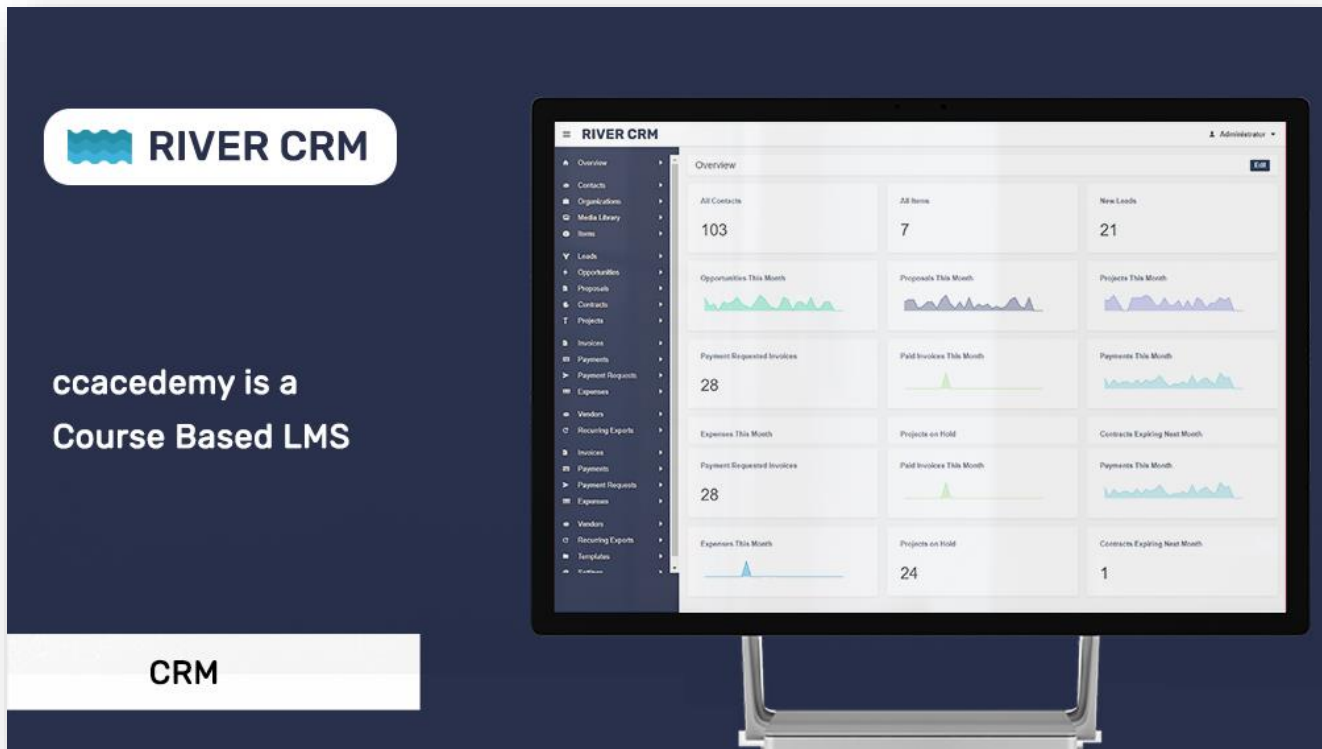 RIVER CRM
ccacedemy is a
Course Based LMS
CRM
RIVER CRM
Administrator
Overview
Contacts
Organizations
Media Library
Items
Leads
Opportunities
Proposals
Contracts
Projects
Invoices
Payments
Payment Requests
Expenses
Vendors
Recurring Exports
Invoices
Payments
Payment Requests
Expenses
Vendors
Recurring Exports
Templates
Settings
Overview Edit
All Contacts All Items New Leads
103 7 21
Opportunities This Month Proposals This Month Projects This Month
Payment Requested Invoices Paid Invoices This Month Payments This Month
28
Expenses This Month Projects on Hold Contracts Expiring Next Month
Payment Requested Invoices Paid Invoices This Month Payments This Month
28
Expenses This Month Projects on Hold Contracts Expiring Next Month
24 1